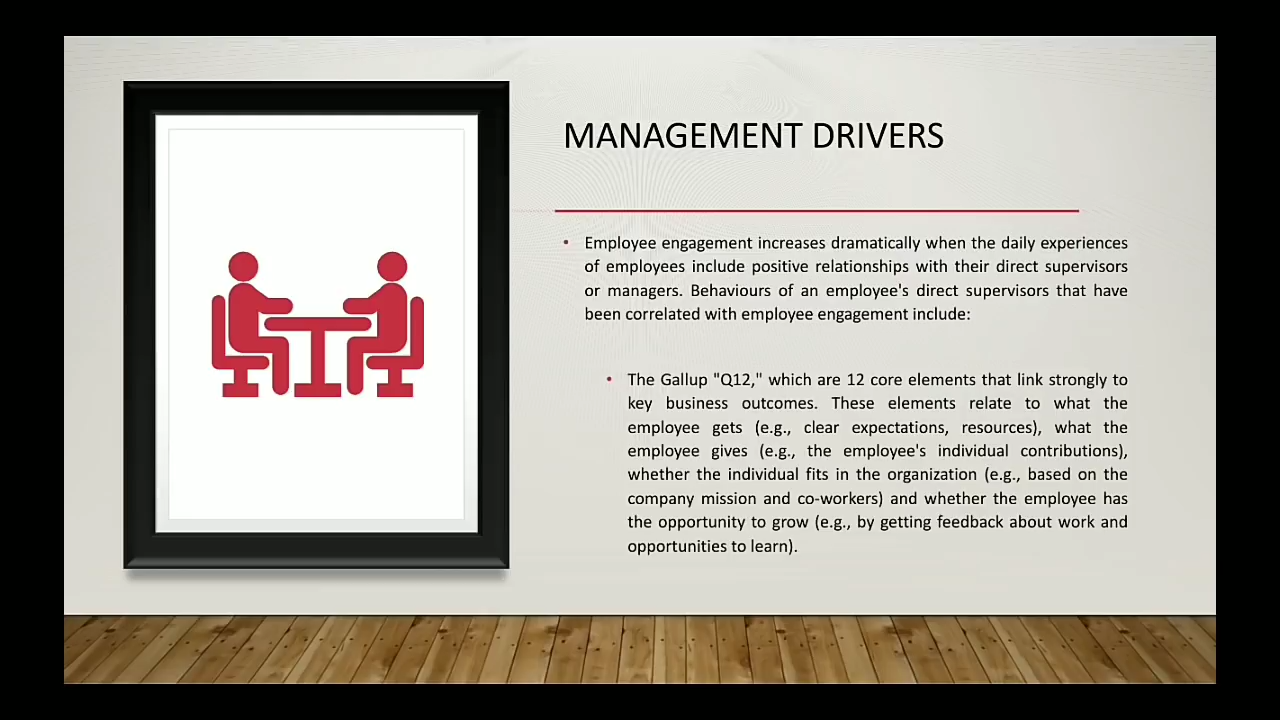 MANAGEMENT DRIVERS
• Employee engagement increases dramatically when the daily experiences
of employees include positive relationships with their direct supervisors
or managers. Behaviours of an employee's direct supervisors that have
been correlated with employee engagement include:
• The Gallup "Q12," which are 12 core elements that link strongly to
key business outcomes. These elements relate to what the
employee gets (e.g., clear expectations, resources), what the
employee gives (e.g., the employee's individual contributions),
whether the individual fits in the organization (e.g., based on the
company mission and co-workers) and whether the employee has
the opportunity to grow (e.g., by getting feedback about work and
opportunities to learn).